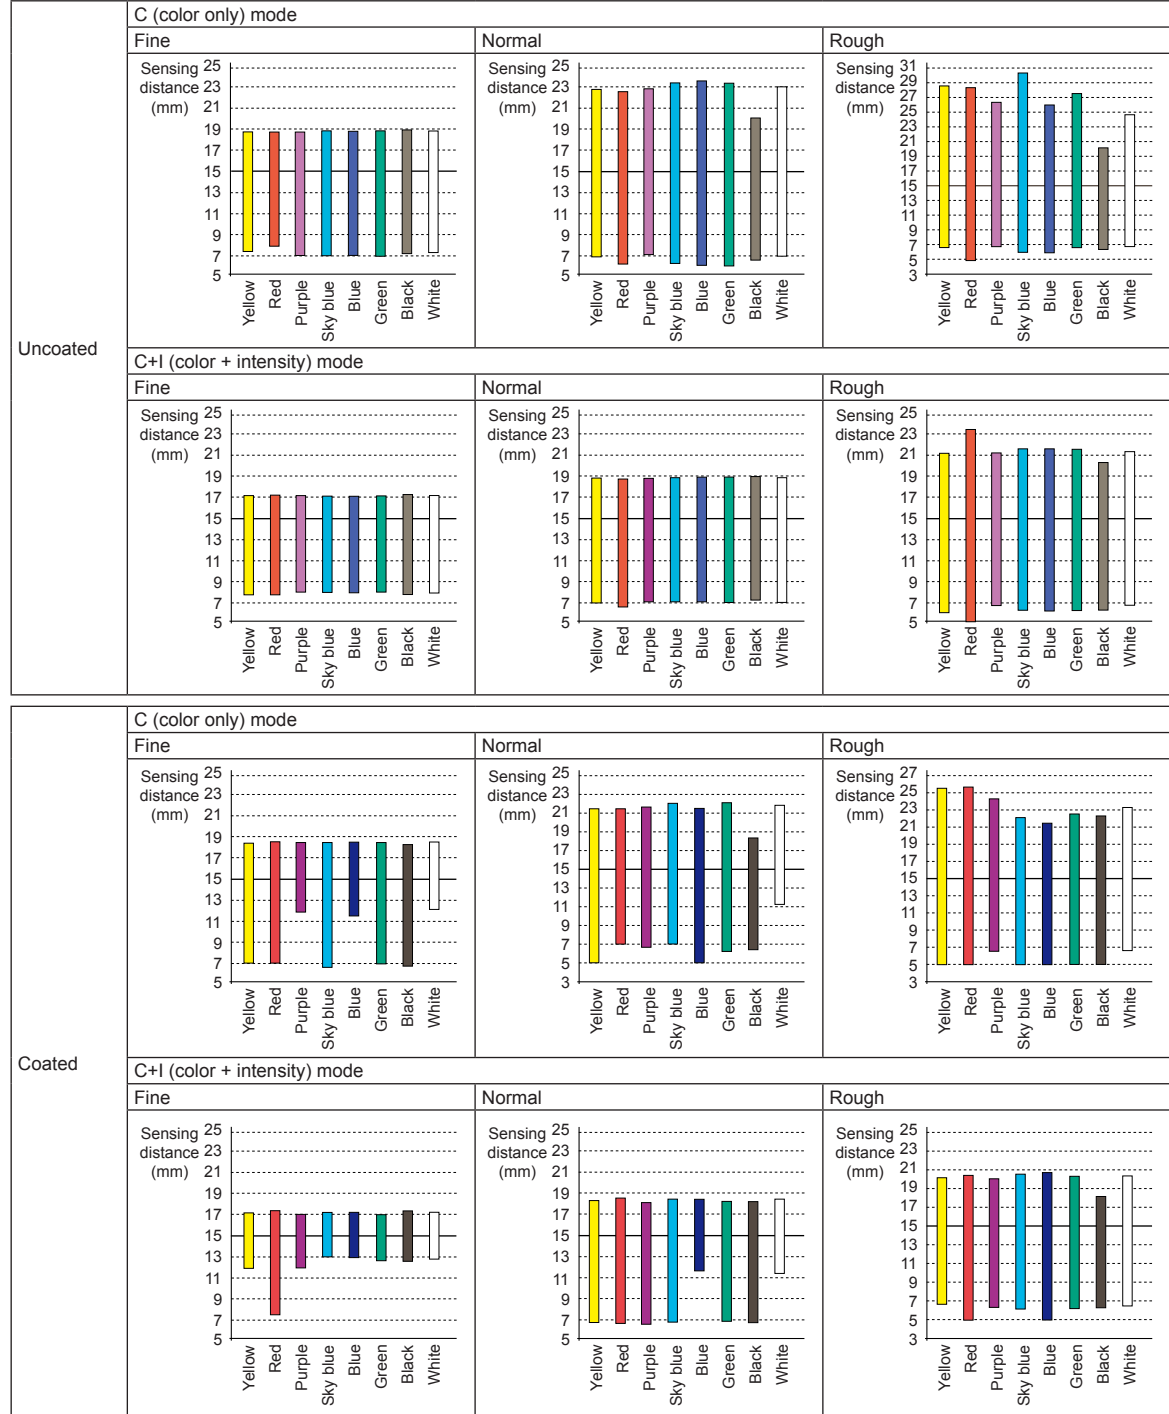 Uncoated
C (color only) mode
Fine
Sensing distance (mm)
25
23
21
19
17
15
13
11
9
7
5
Yellow
Red
Purple
Sky blue
Blue
Green
Black
White
Normal
Sensing distance (mm)
25
23
21
19
17
15
13
11
9
7
5
Yellow
Red
Purple
Sky blue
Blue
Green
Black
White
Rough
Sensing distance (mm)
31
29
27
25
23
21
19
17
15
13
11
9
7
5
3
Yellow
Red
Purple
Sky blue
Blue
Green
Black
White
C+I (color + intensity) mode
Fine
Sensing distance (mm)
25
23
21
19
17
15
13
11
9
7
5
Yellow
Red
Purple
Sky blue
Blue
Green
Black
White
Normal
Sensing distance (mm)
25
23
21
19
17
15
13
11
9
7
5
Yellow
Red
Purple
Sky blue
Blue
Green
Black
White
Rough
Sensing distance (mm)
25
23
21
19
17
15
13
11
9
7
5
Yellow
Red
Purple
Sky blue
Blue
Green
Black
White
Coated
C (color only) mode
Fine
Sensing distance (mm)
25
23
21
19
17
15
13
11
9
7
5
Yellow
Red
Purple
Sky blue
Blue
Green
Black
White
Normal
Sensing distance (mm)
25
23
21
19
17
15
13
11
9
7
5
3
Yellow
Red
Purple
Sky blue
Blue
Green
Black
White
Rough
Sensing distance (mm)
27
25
23
21
19
17
15
13
11
9
7
5
3
Yellow
Red
Purple
Sky blue
Blue
Green
Black
White
C+I (color + intensity) mode
Fine
Sensing distance (mm)
25
23
21
19
17
15
13
11
9
7
5
Yellow
Red
Purple
Sky blue
Blue
Green
Black
White
Normal
Sensing distance (mm)
25
23
21
19
17
15
13
11
9
7
5
Yellow
Red
Purple
Sky blue
Blue
Green
Black
White
Rough
Sensing distance (mm)
25
23
21
19
17
15
13
11
9
7
5
3
Yellow
Red
Purple
Sky blue
Blue
Green
Black
White